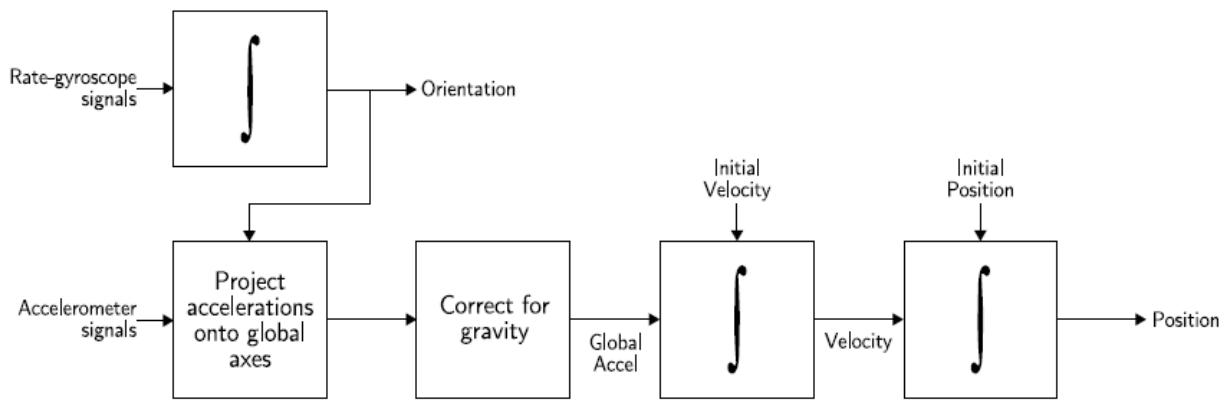 Rate-gyroscope
signals
∫
Orientation
Initial
Velocity
Initial
Position
Accelerometer
signals
Project
accelerations
onto global
axes
Correct for
gravity
Global
Accel
∫
Velocity
∫
Position